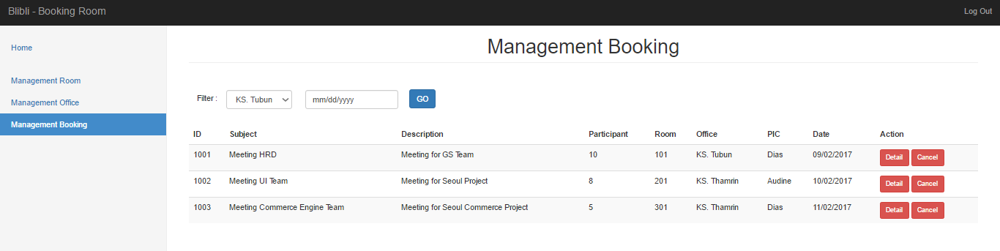 Blibli - Booking Room
Log Out
Home
Management Room
Management Office
Management Booking
Management Booking
Filter : KS. Tubun mm/dd/yyyy GO
ID Subject Description Participant Room Office PIC Date Action
1001 Meeting HRD Meeting for GS Team 10 101 KS. Tubun Dias 09/02/2017 Detail Cancel
1002 Meeting UI Team Meeting for Seoul Project 8 201 KS. Thamrin Audine 10/02/2017 Detail Cancel
1003 Meeting Commerce Engine Team Meeting for Seoul Commerce Project 5 301 KS. Thamrin Dias 11/02/2017 Detail Cancel